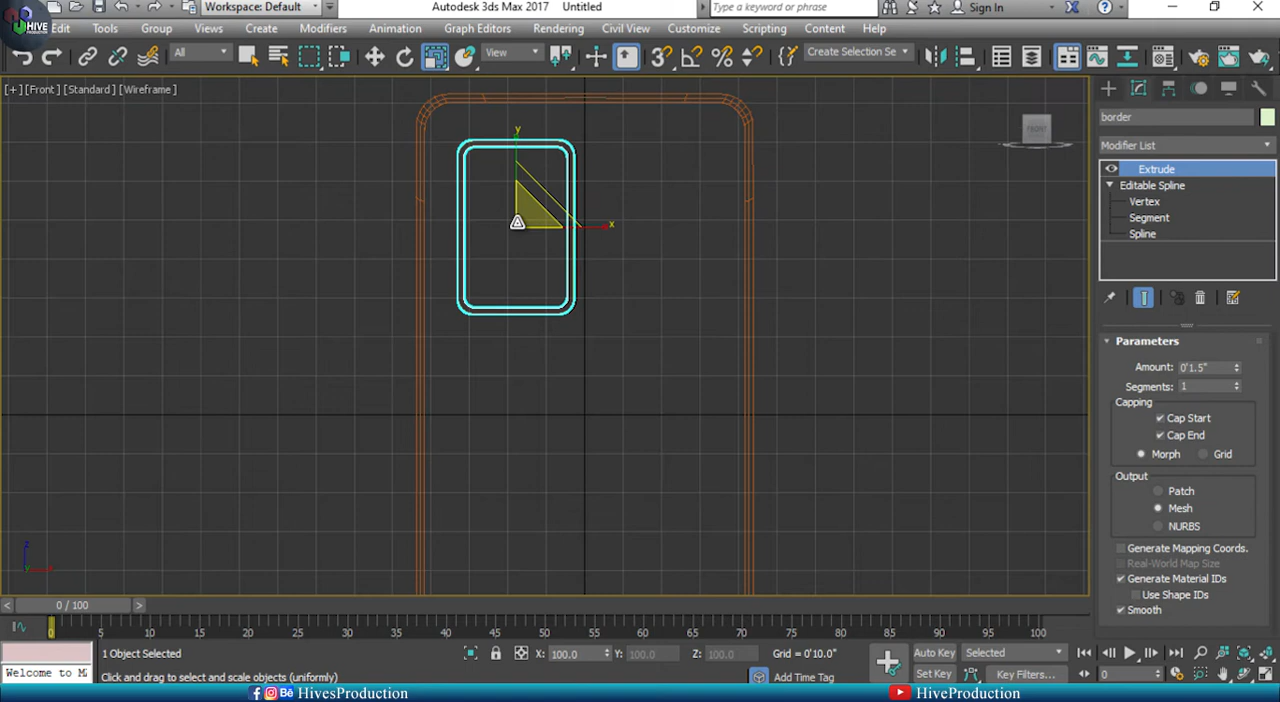 Workspace: Default
Autodesk 3ds Max 2017 Untitled
Type a keyword or phrase
Sign In
HIVE
Edit Tools Group Views Create Modifiers Animation Graph Editors Rendering Civil View Customize Scripting Content Help
All
View
Create Selection Se
[+] [Front] [Standard] [Wireframe]
FRONT
border
Modifier List
Extrude
Editable Spline
Vertex
Segment
Spline
y
x
Parameters
Amount: 0'1.5"
Segments: 1
Capping
Cap Start
Cap End
Morph Grid
Output
Patch
Mesh
NURBS
Generate Mapping Coords.
Real-World Map Size
Generate Material IDs
Use Shape IDs
Smooth
z
< 0 / 100 >
0 5 10 15 20 25 30 35 40 45 50 55 60 65 70 75 80 85 90 95 100
1 Object Selected
X: 100.0 Y: 100.0 Z: 100.0
Grid = 0'10.0"
Auto Key Selected
Welcome to M
Click and drag to select and scale objects (uniformly)
Add Time Tag
Set Key Key Filters...
0
HivesProduction
HiveProduction